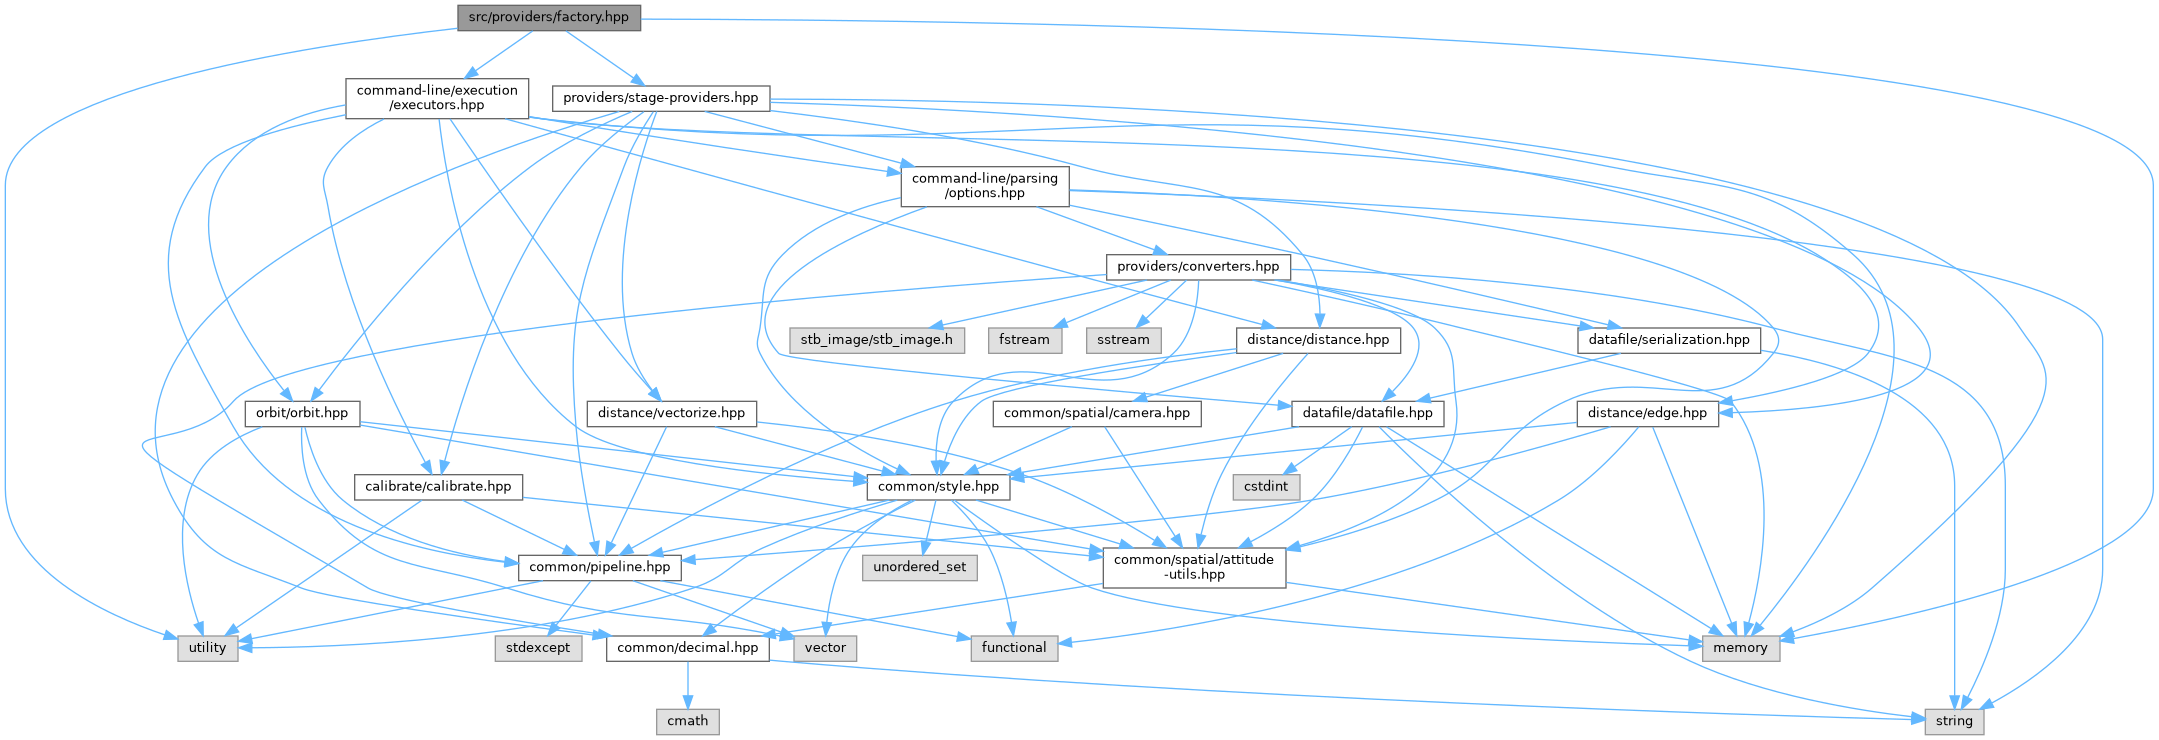 src/providers/factory.hpp
command-line/execution
/executors.hpp
providers/stage-providers.hpp
command-line/parsing
/options.hpp
providers/converters.hpp
stb_image/stb_image.h
fstream
sstream
distance/distance.hpp
datafile/serialization.hpp
orbit/orbit.hpp
distance/vectorize.hpp
common/spatial/camera.hpp
datafile/datafile.hpp
distance/edge.hpp
calibrate/calibrate.hpp
common/style.hpp
cstdint
common/pipeline.hpp
unordered_set
common/spatial/attitude
-utils.hpp
utility
stdexcept
common/decimal.hpp
vector
functional
memory
cmath
string